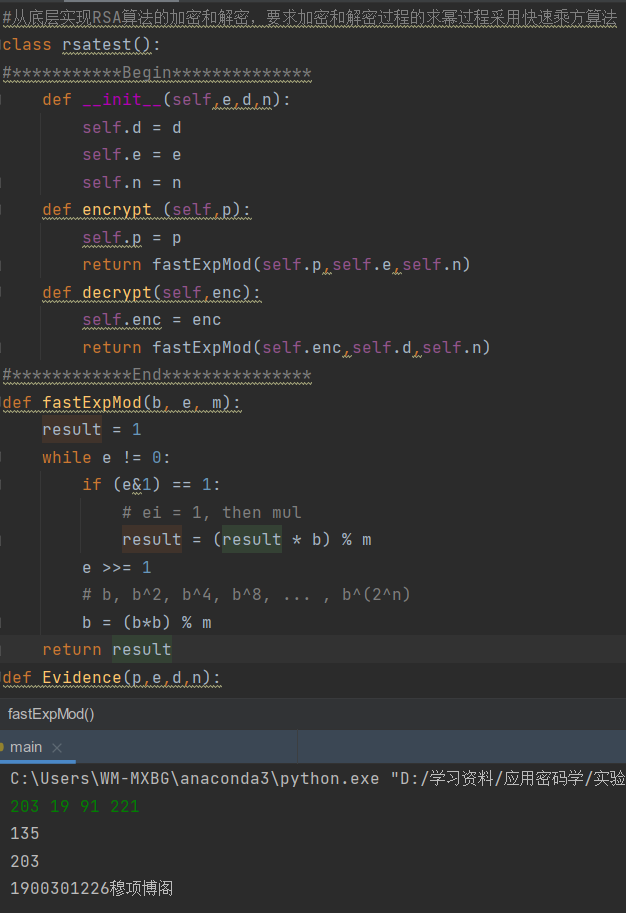 #从底层实现RSA算法的加密和解密，要求加密和解密过程的求幂过程采用快速乘方算法
class rsatest():
#***********Begin**************
    def __init__(self,e,d,n):
        self.d = d
        self.e = e
        self.n = n
    def encrypt (self,p):
        self.p = p
        return fastExpMod(self.p,self.e,self.n)
    def decrypt(self,enc):
        self.enc = enc
        return fastExpMod(self.enc,self.d,self.n)
#************End***************
def fastExpMod(b, e, m):
    result = 1
    while e != 0:
        if (e&1) == 1:
            # ei = 1, then mul
            result = (result * b) % m
        e >>= 1
        # b, b^2, b^4, b^8, ... , b^(2^n)
        b = (b*b) % m
    return result
def Evidence(p,e,d,n):
fastExpMod()
main
C:\Users\WM-MXBG\anaconda3\python.exe "D:/学习资料/应用密码学/实验
203 19 91 221
135
203
1900301226穆项博阁